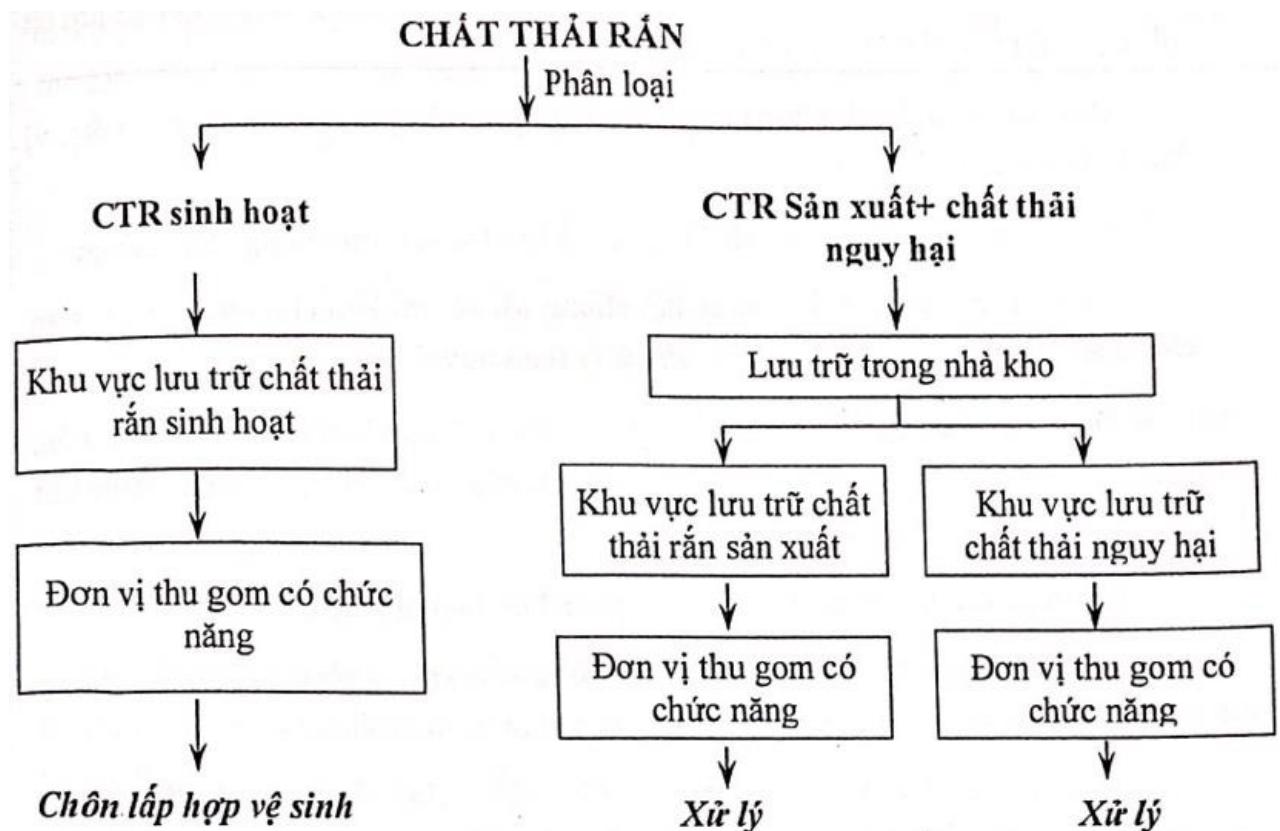 CHẤT THẢI RẮN
Phân loại
CTR sinh hoạt
CTR Sản xuất+ chất thải
nguy hại
Khu vực lưu trữ chất thải
rắn sinh hoạt
Lưu trữ trong nhà kho
Khu vực lưu trữ chất
thải rắn sản xuất
Khu vực lưu trữ
chất thải nguy hại
Đơn vị thu gom có chức
năng
Đơn vị thu gom có
chức năng
Đơn vị thu gom có
chức năng
Chôn lấp hợp vệ sinh
Xử lý
Xử lý